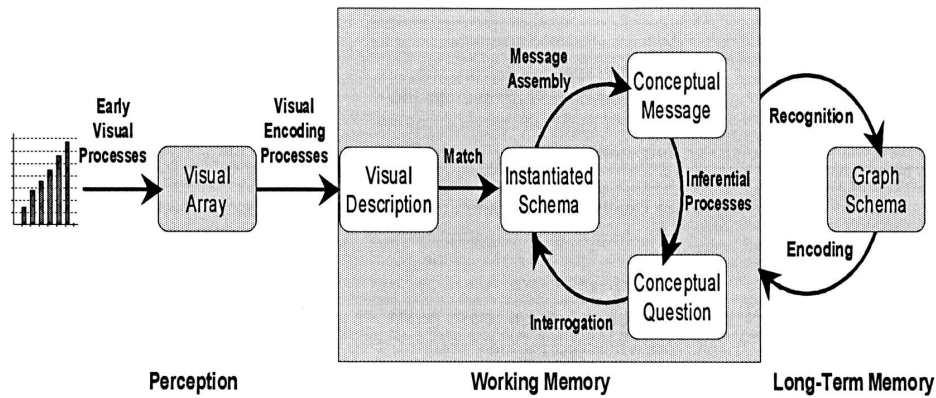 Early
Visual
Processes
Visual
Array
Visual
Encoding
Processes
Visual
Description
Match
Instantiated
Schema
Message
Assembly
Conceptual
Message
Inferential
Processes
Conceptual
Question
Interrogation
Recognition
Graph
Schema
Encoding
Perception
Working Memory
Long-Term Memory